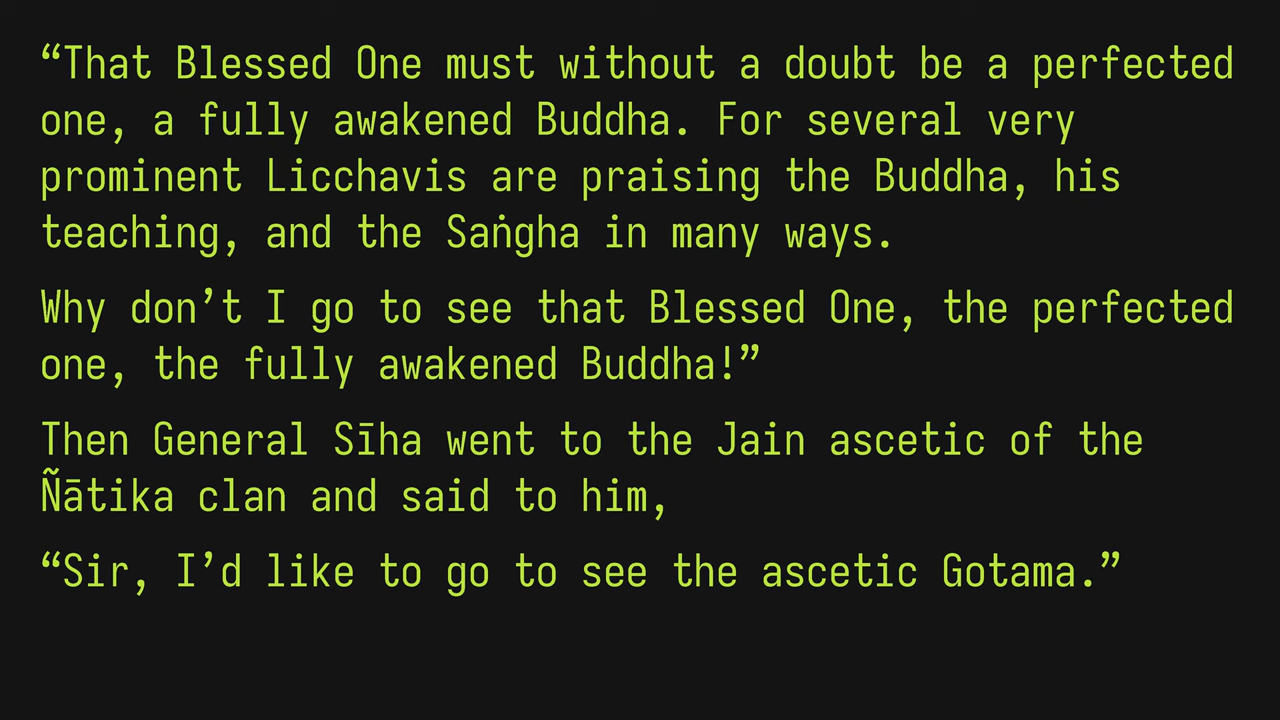 “That Blessed One must without a doubt be a perfected
one, a fully awakened Buddha. For several very
prominent Licchavis are praising the Buddha, his
teaching, and the Saṅgha in many ways.
Why don’t I go to see that Blessed One, the perfected
one, the fully awakened Buddha!”
Then General Sīha went to the Jain ascetic of the
Ñātika clan and said to him,
“Sir, I’d like to go to see the ascetic Gotama.”